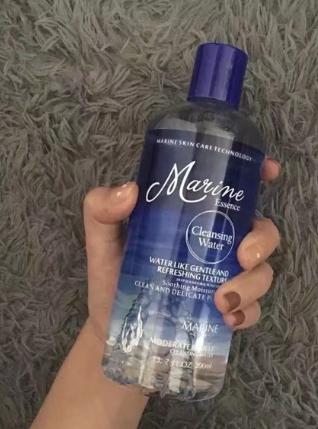 MARINE SKIN CARE TECHNOLOGY
Marine
Essence
Cleansing
Water
WATER LIKE GENTLE AND
REFRESHING TEXTURE
Soothing
CLEAN AND DELICATE
MARINE
CLEANSING